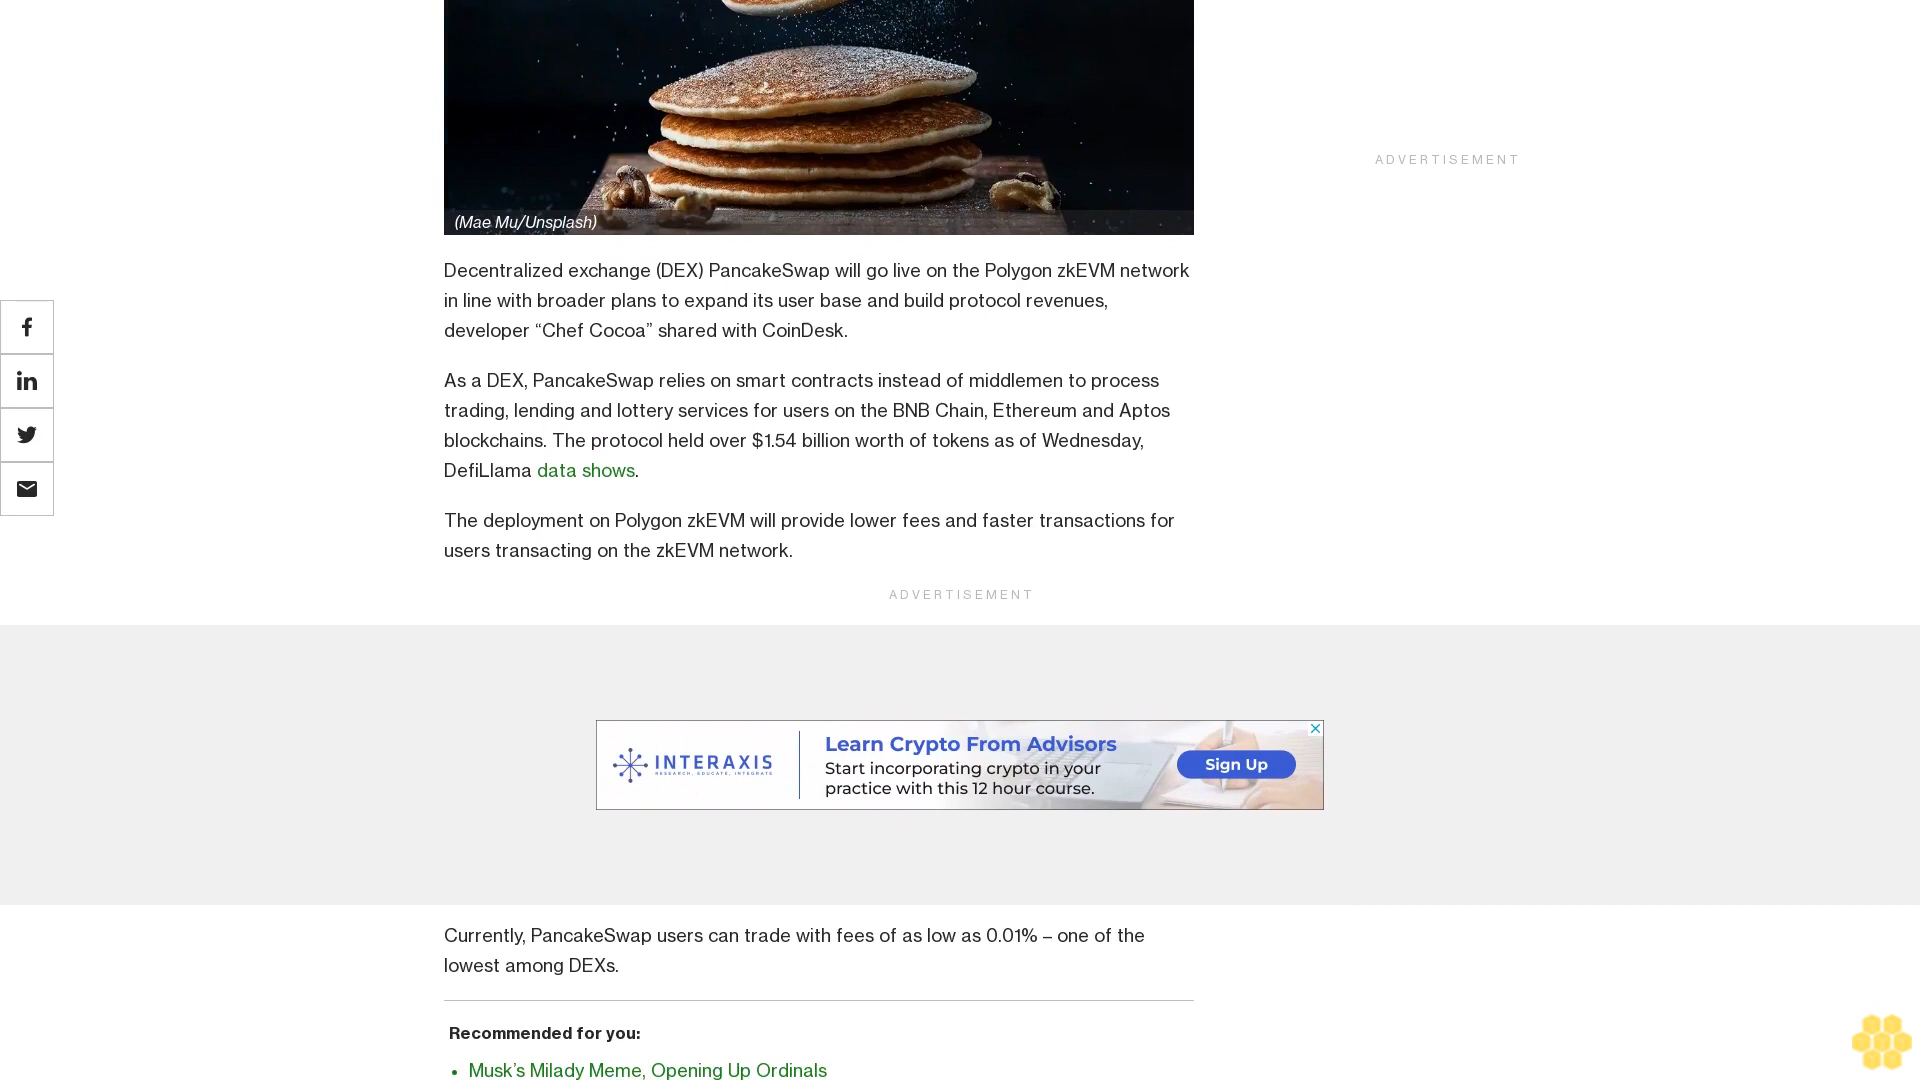 (Mae Mu/Unsplash)
ADVERTISEMENT
Decentralized exchange (DEX) PancakeSwap will go live on the Polygon zkEVM network
in line with broader plans to expand its user base and build protocol revenues,
developer “Chef Cocoa” shared with CoinDesk.
As a DEX, PancakeSwap relies on smart contracts instead of middlemen to process
trading, lending and lottery services for users on the BNB Chain, Ethereum and Aptos
blockchains. The protocol held over $1.54 billion worth of tokens as of Wednesday,
DefiLlama data shows.
The deployment on Polygon zkEVM will provide lower fees and faster transactions for
users transacting on the zkEVM network.
ADVERTISEMENT
INTERAXIS
RESEARCH, EDUCATE, INTEGRATE
Learn Crypto From Advisors
Start incorporating crypto in your
practice with this 12 hour course.
Sign Up
Currently, PancakeSwap users can trade with fees of as low as 0.01% – one of the
lowest among DEXs.
Recommended for you:
• Musk’s Milady Meme, Opening Up Ordinals